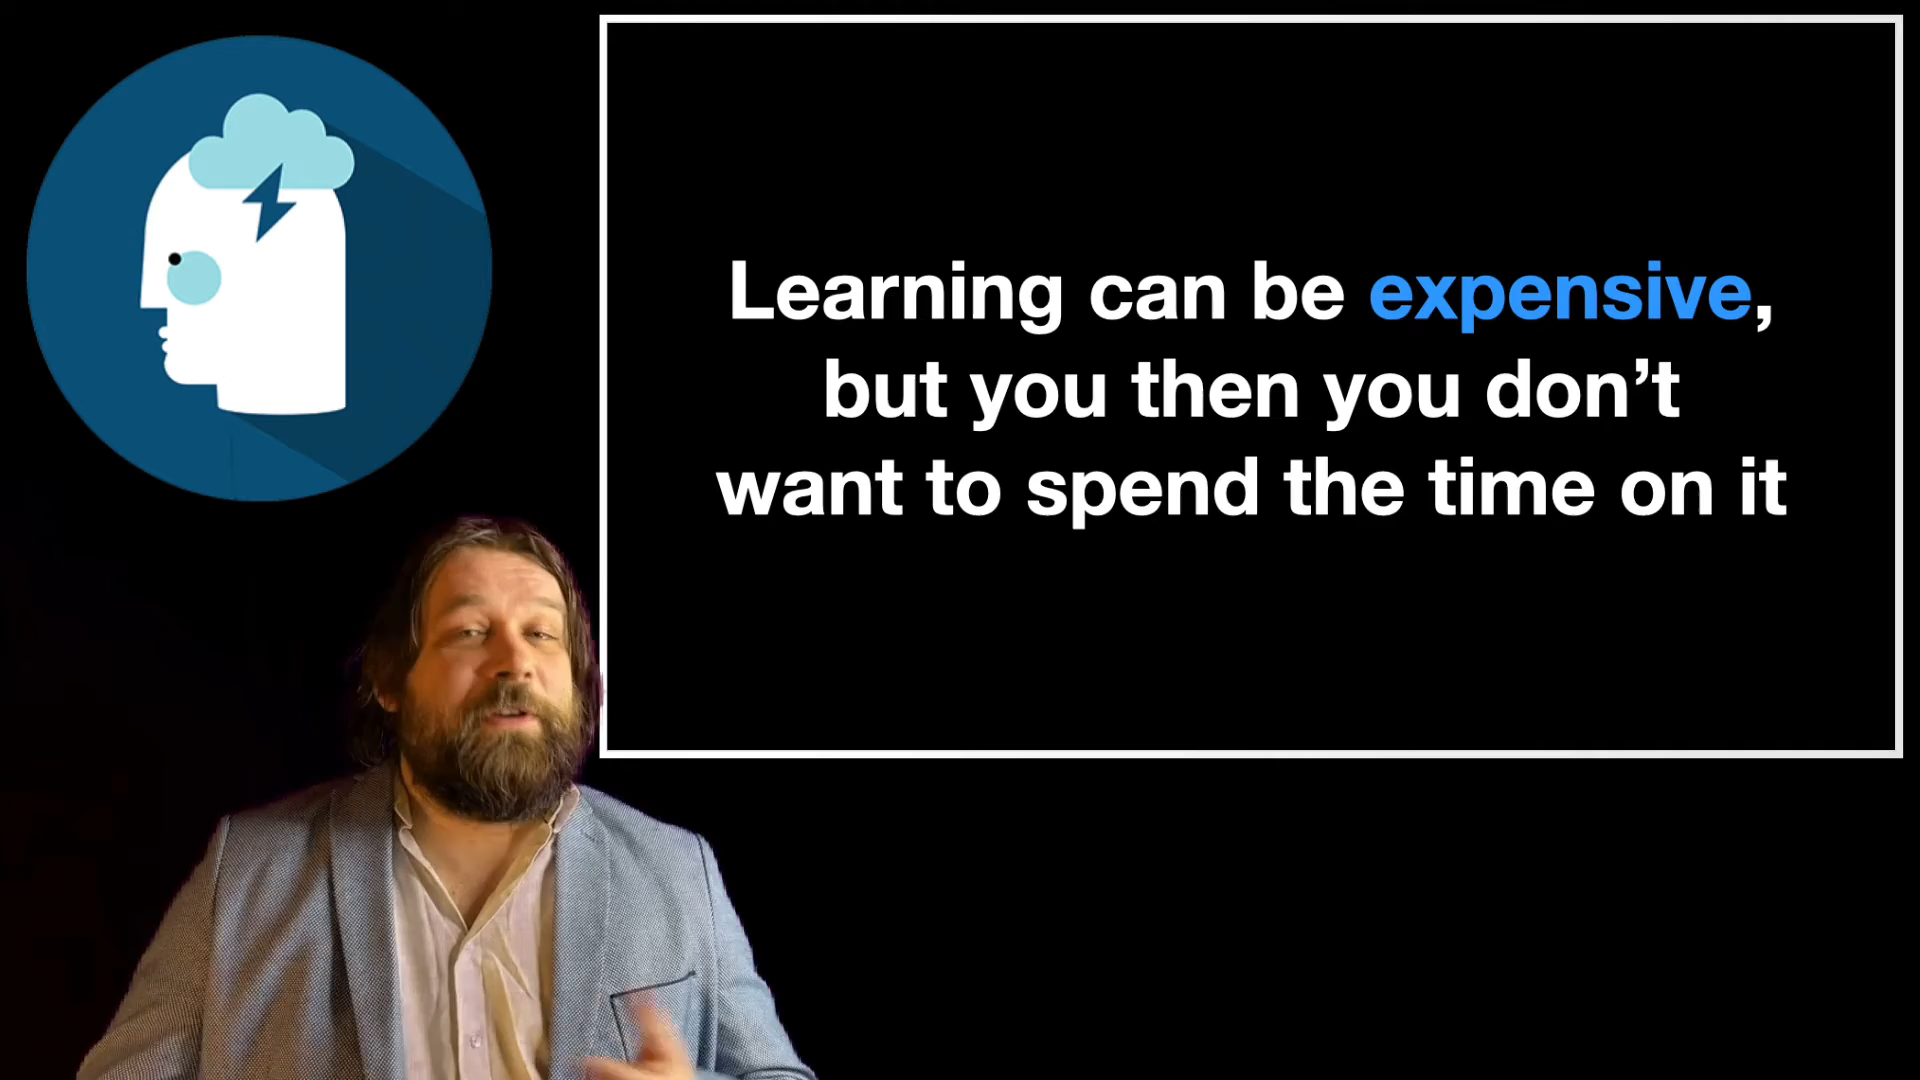 Learning can be expensive,
but you then you don’t
want to spend the time on it